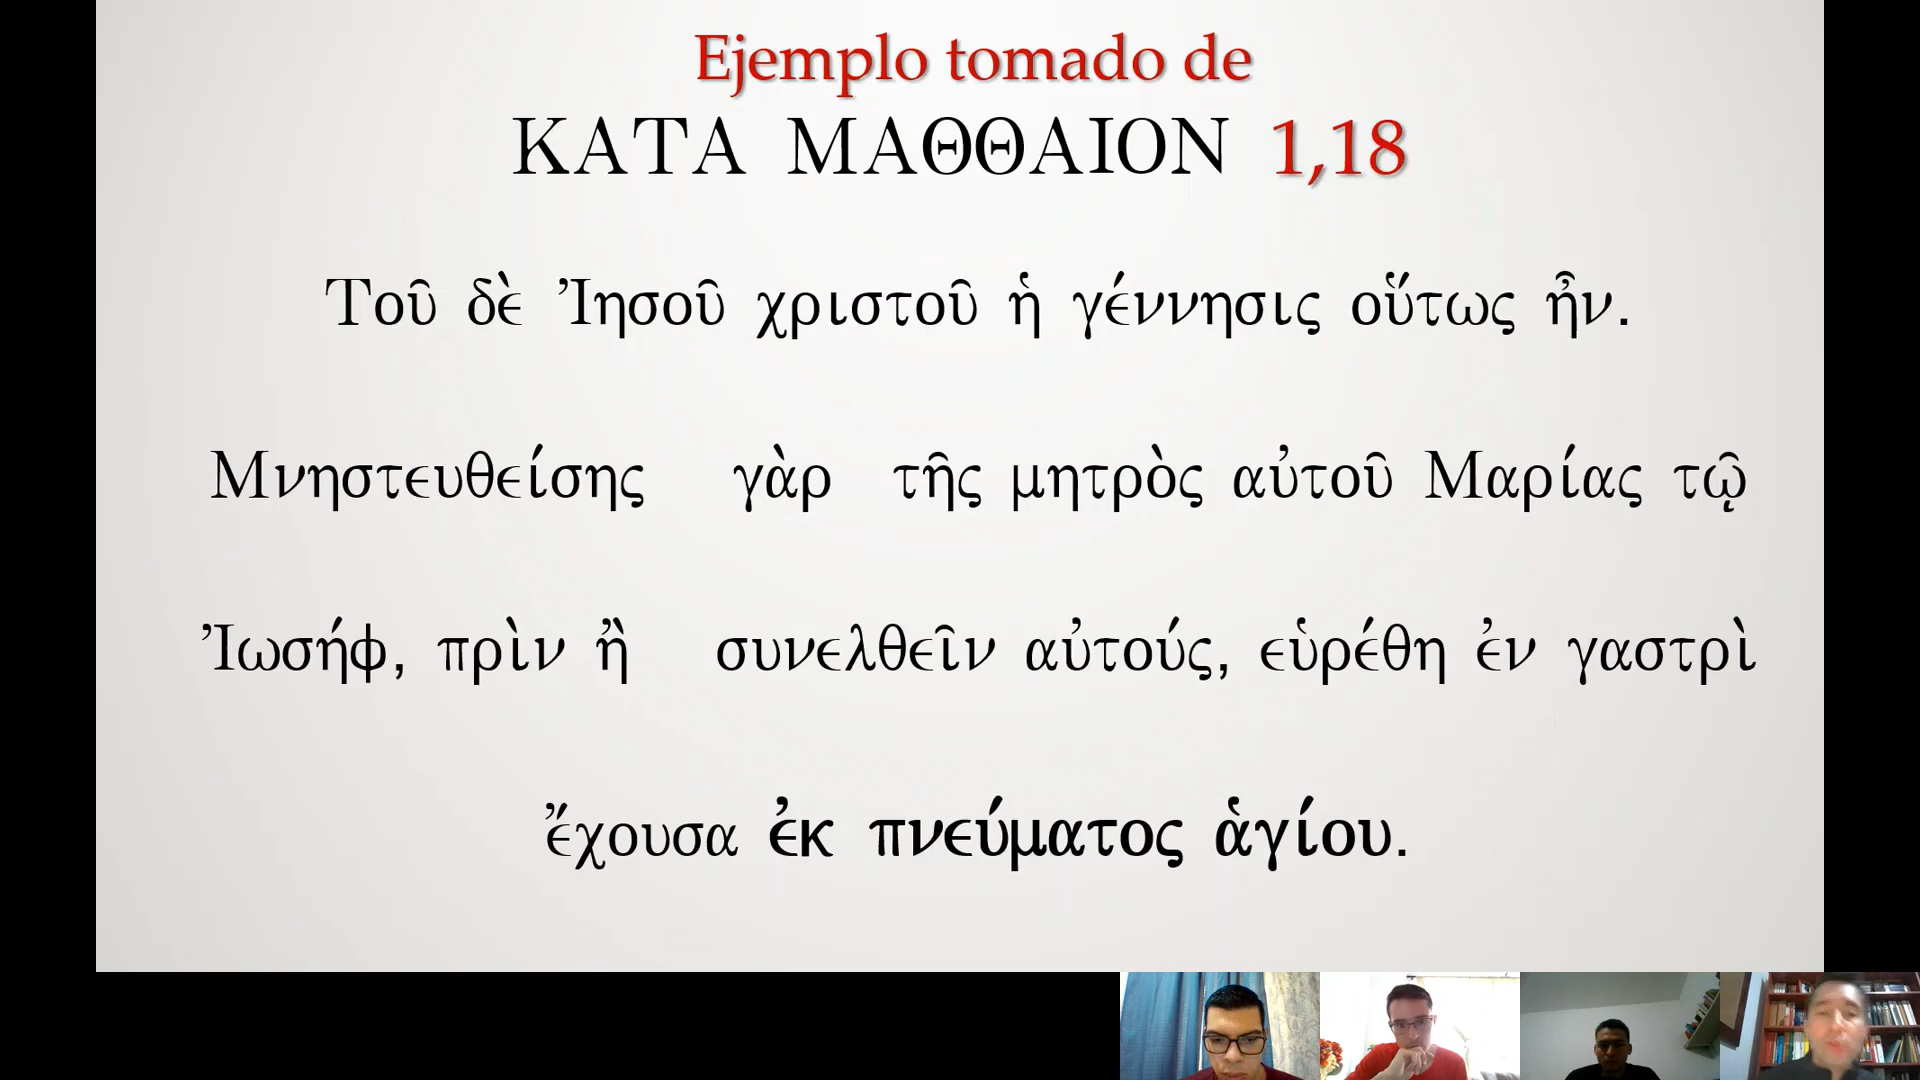 Ejemplo tomado de
ΚΑΤΑ ΜΑΘΘΑΙΟΝ 1,18
Τοῦ δὲ Ἰησοῦ χριστοῦ ἡ γέννησις οὕτως ἦν.
Μνηστευθείσης γὰρ τῆς μητρὸς αὐτοῦ Μαρίας τῷ
Ἰωσήφ, πρὶν ἢ συνελθεῖν αὐτούς, εὑρέθη ἐν γαστρὶ
ἔχουσα ἐκ πνεύματος ἁγίου.